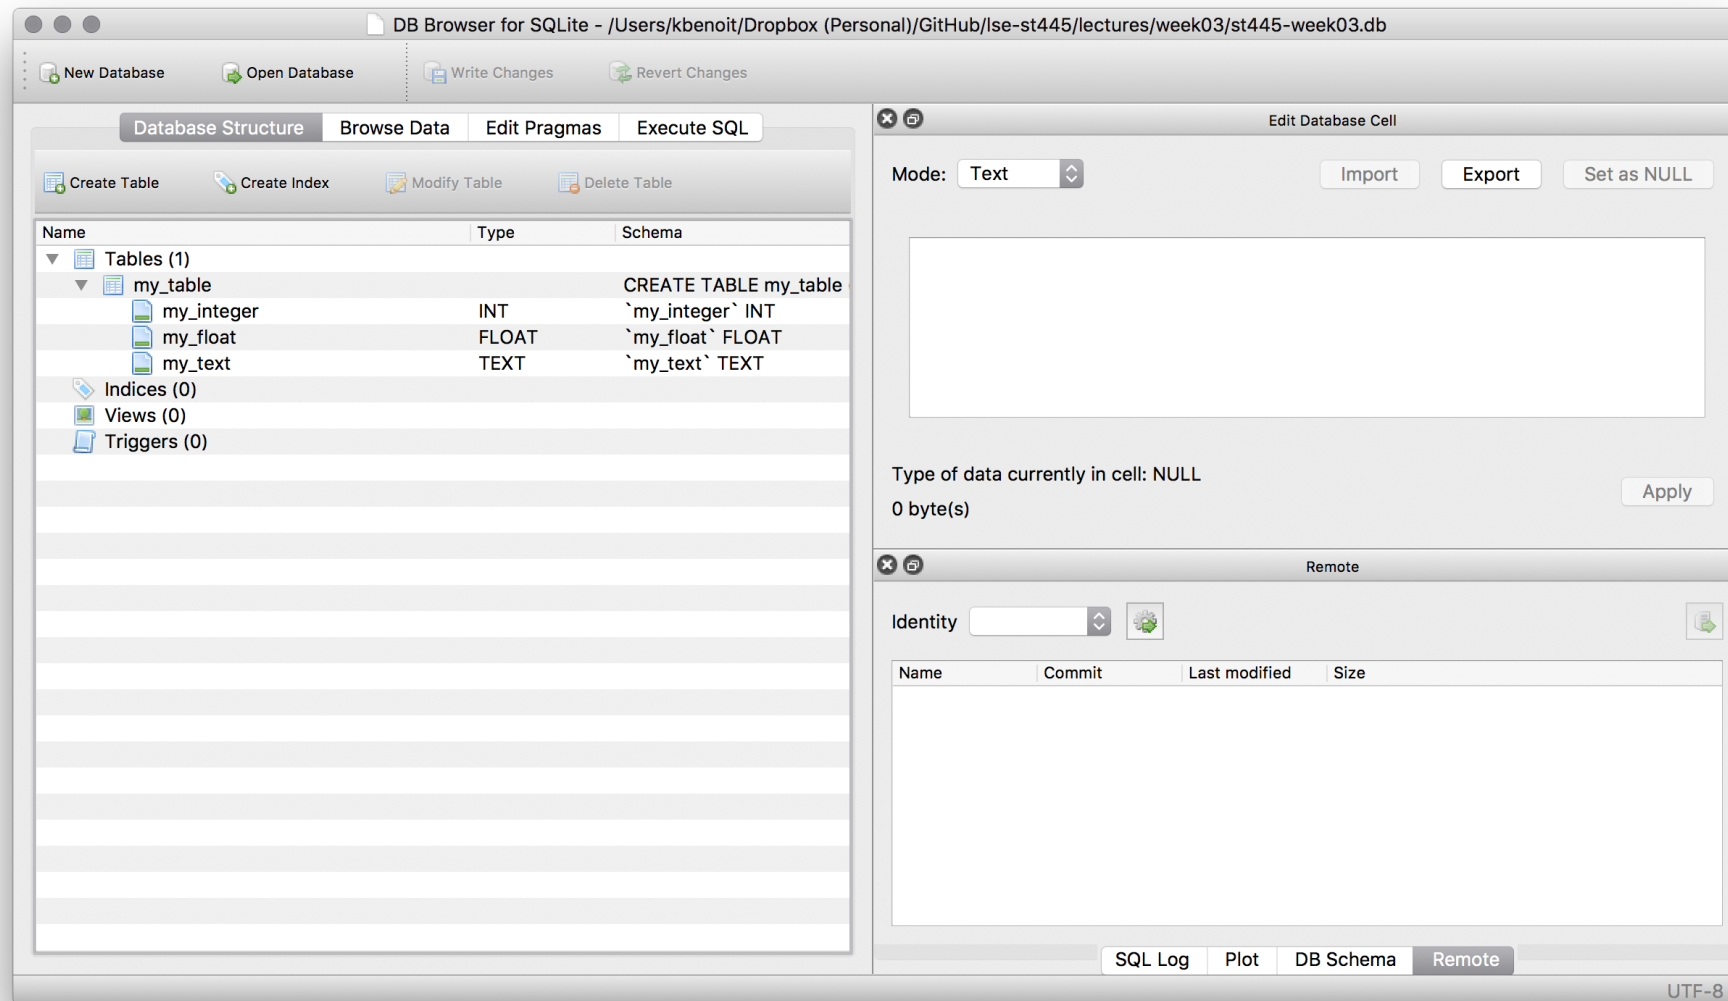 DB Browser for SQLite - /Users/kbenoit/Dropbox (Personal)/GitHub/lse-st445/lectures/week03/st445-week03.db
New Database Open Database Write Changes Revert Changes
Database Structure Browse Data Edit Pragmas Execute SQL
Create Table Create Index Modify Table Delete Table
Name Type Schema
Tables (1)
my_table CREATE TABLE my_table
my_integer INT `my_integer` INT
my_float FLOAT `my_float` FLOAT
my_text TEXT `my_text` TEXT
Indices (0)
Views (0)
Triggers (0)
Edit Database Cell
Mode: Text Import Export Set as NULL
Type of data currently in cell: NULL
0 byte(s)
Apply
Remote
Identity
Name Commit Last modified Size
SQL Log Plot DB Schema Remote
UTF-8